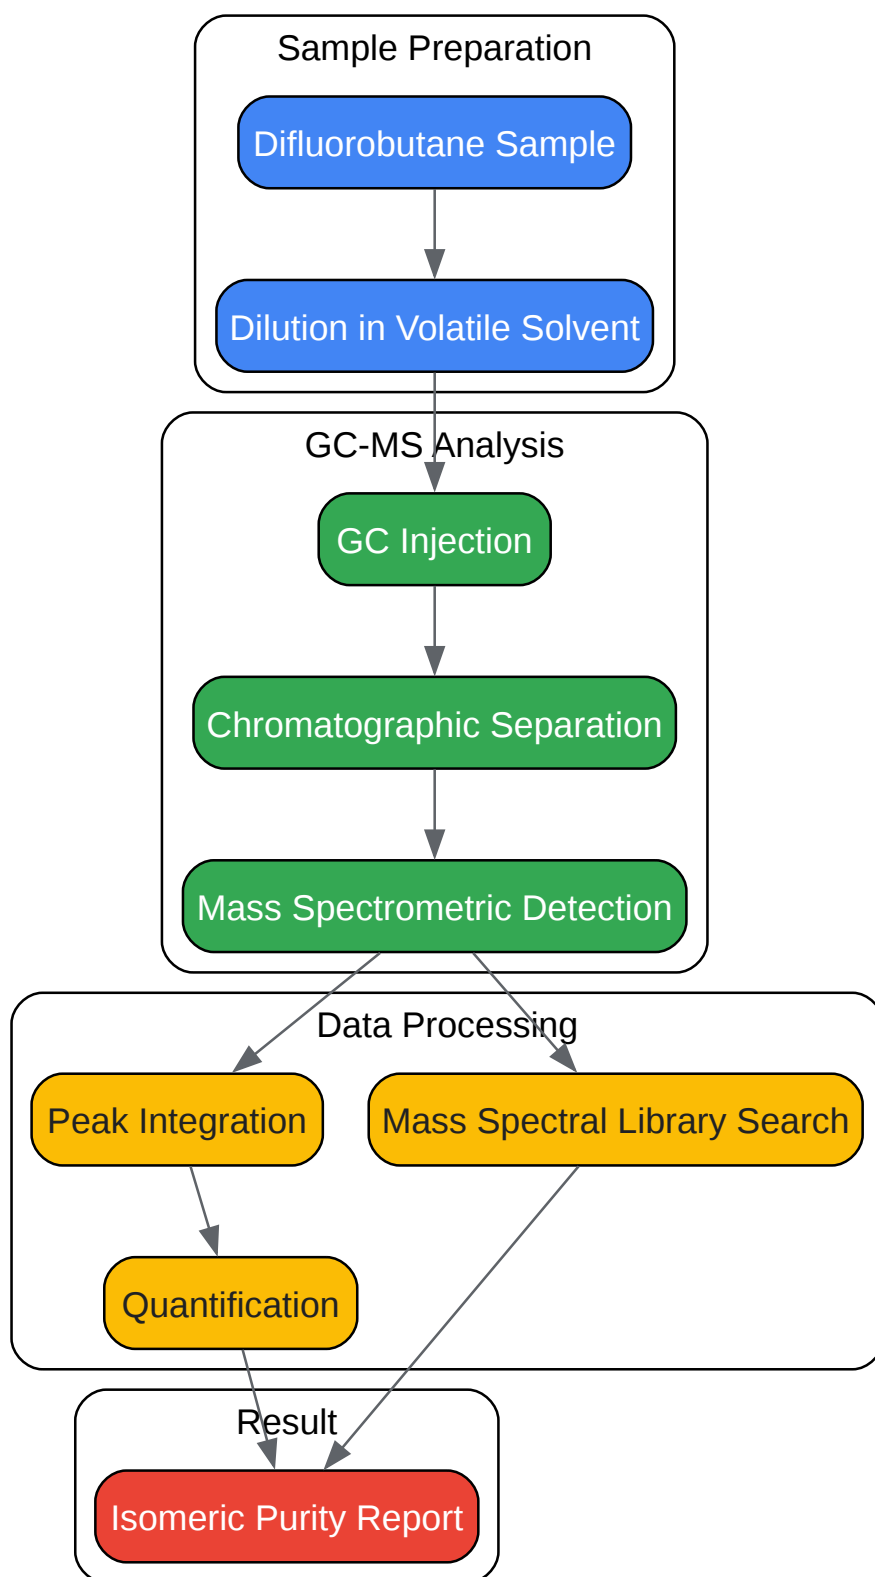 Sample Preparation
Difluorobutane Sample
Dilution in Volatile Solvent
GC-MS Analysis
GC Injection
Chromatographic Separation
Mass Spectrometric Detection
Data Processing
Peak Integration
Mass Spectral Library Search
Quantification
Result
Isomeric Purity Report